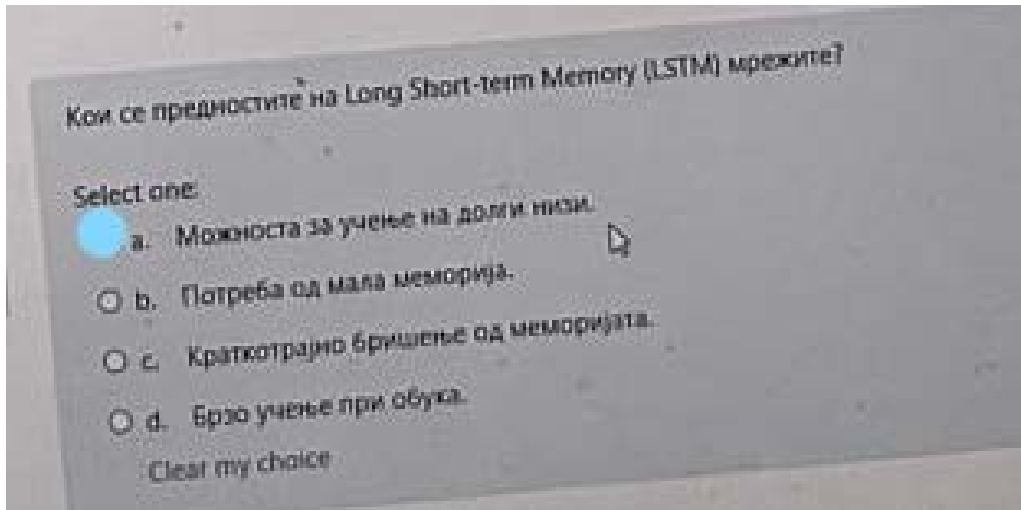 Кои се предностите на Long Short-term Memory (LSTM) мрежите?
Select one:
a. Можноста за учење на долги низи.
b. Потреба од мала меморија.
c. Краткотрајно бришење од меморијата.
d. Брзо учење при обука.
Clear my choice